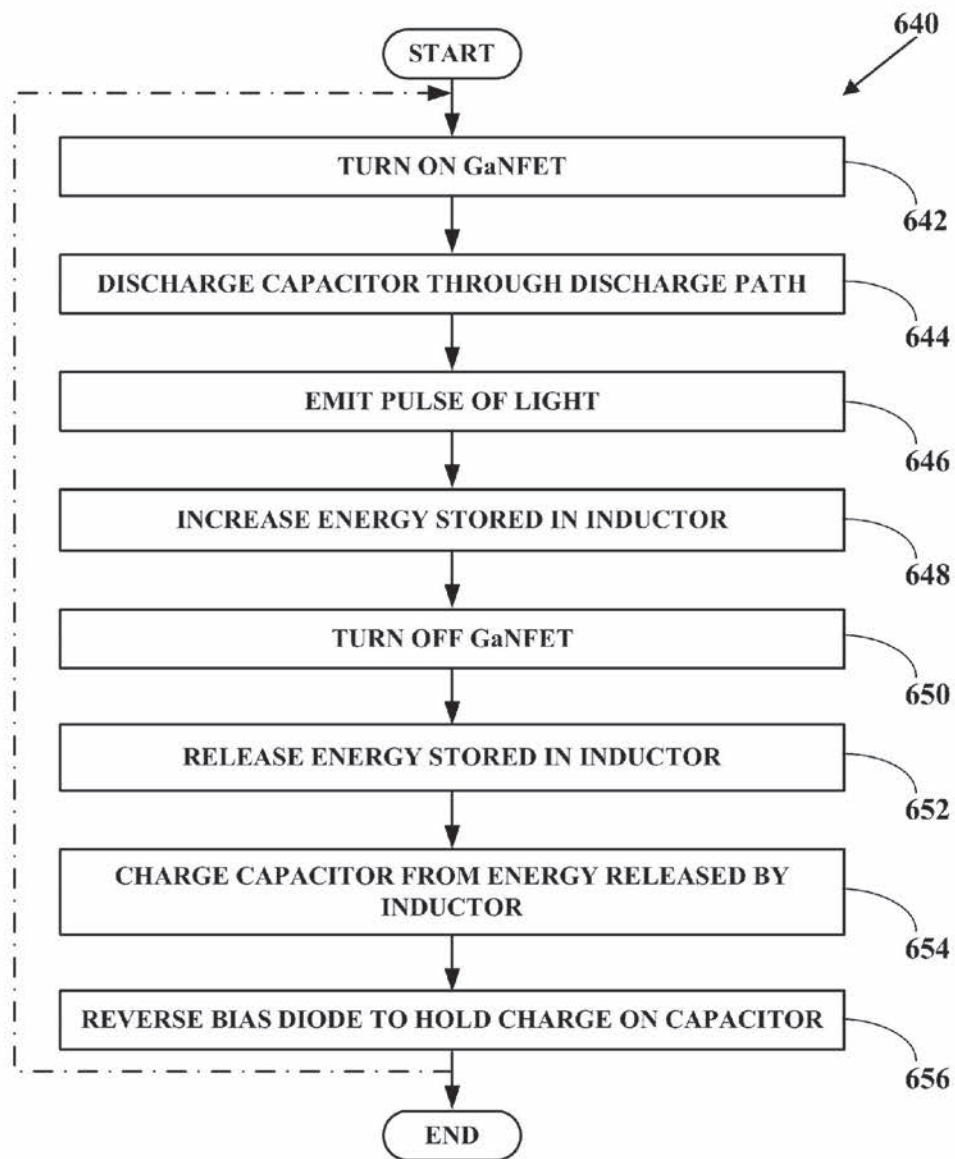 640
START
TURN ON GaNFET
642
DISCHARGE CAPACITOR THROUGH DISCHARGE PATH
644
EMIT PULSE OF LIGHT
646
INCREASE ENERGY STORED IN INDUCTOR
648
TURN OFF GaNFET
650
RELEASE ENERGY STORED IN INDUCTOR
652
CHARGE CAPACITOR FROM ENERGY RELEASED BY
INDUCTOR
654
REVERSE BIAS DIODE TO HOLD CHARGE ON CAPACITOR
656
END